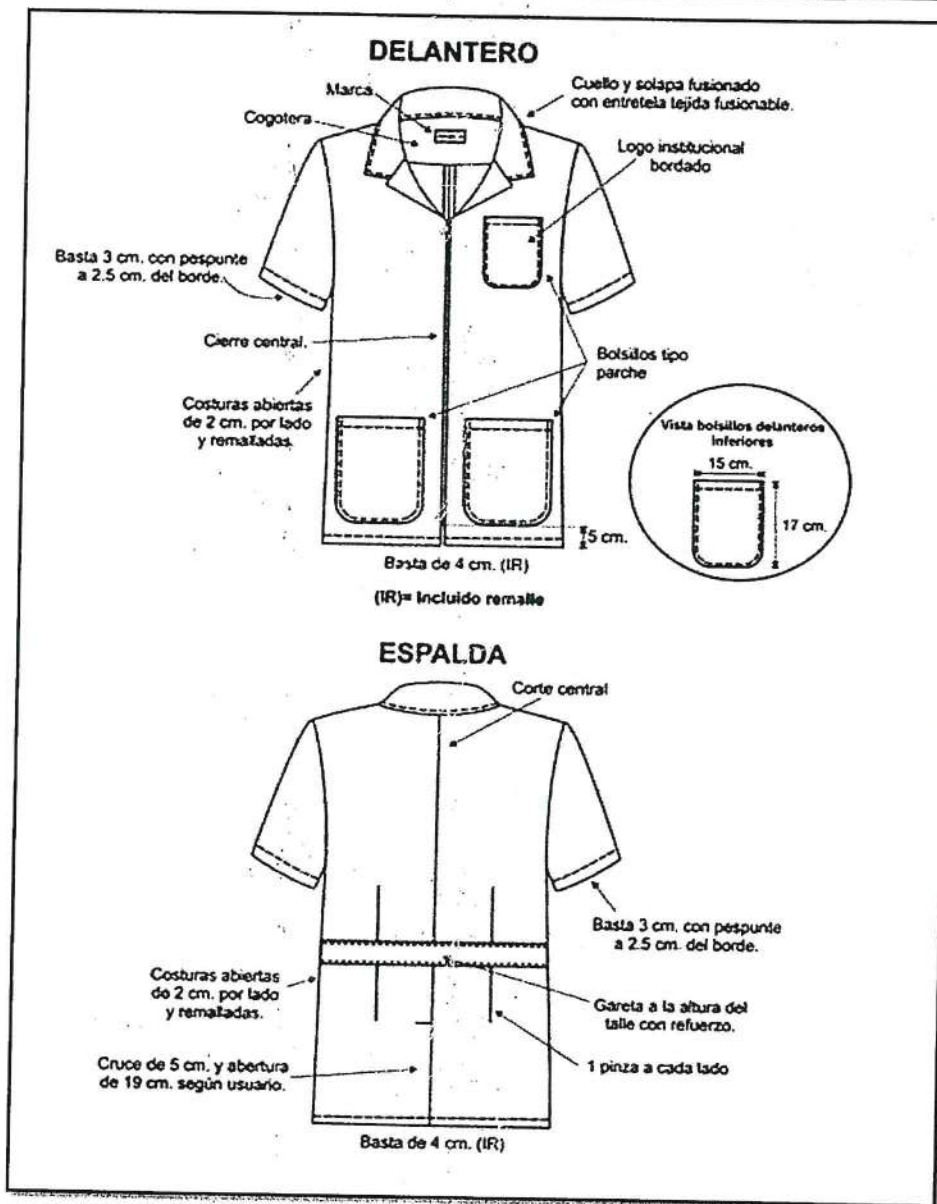 DELANTERO
Marca
Cogotera
Cuello y solapa fusionado
con entretela tejida fusionable.
Logo institucional
bordado
Basta 3 cm. con pespunte
a 2.5 cm. del borde.
Cierre central.
Bolsillos tipo
parche
Costuras abiertas
de 2 cm. por lado
y remalladas.
Vista bolsillos delanteros
Inferiores
15 cm.
17 cm.
5 cm.
Basta de 4 cm. (IR)
(IR)= Incluido remalle
ESPALDA
Corte central
Basta 3 cm. con pespunte
a 2.5 cm. del borde.
Costuras abiertas
de 2 cm. por lado
y remalladas.
Gareta a la altura del
talle con refuerzo.
Cruce de 5 cm. y abertura
de 19 cm. según usuario.
1 pinza a cada lado
Basta de 4 cm. (IR)